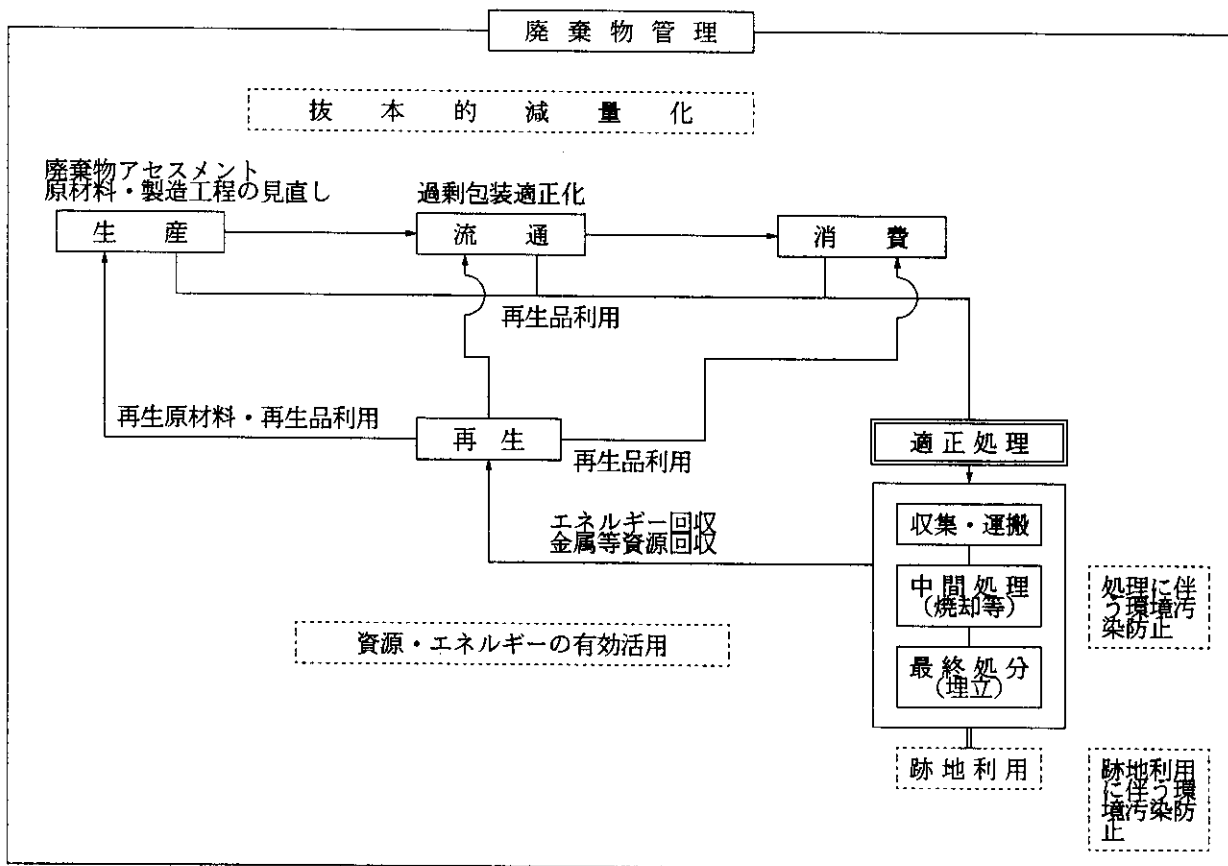 廃棄物管理
抜本的減量化
廃棄物アセスメント
原材料・製造工程の見直し
過剰包装適正化
生産
流通
消費
再生品利用
再生原材料・再生品利用
再生
再生品利用
適正処理
エネルギー回収
金属等資源回収
収集・運搬
中間処理
(焼却等)
処理に伴
う環境汚
染防止
資源・エネルギーの有効活用
最終処分
(埋立)
跡地利用
跡地利用
に伴う環
境汚染防
止